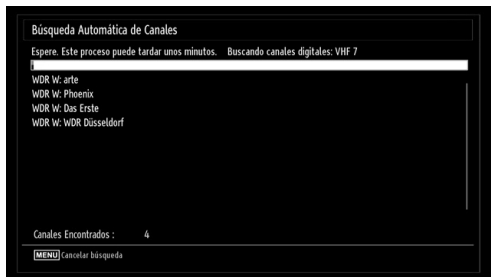 Búsqueda Automática de Canales
Espere. Este proceso puede tardar unos minutos. Buscando canales digitales: VHF 7
WDR W: arte
WDR W: Phoenix
WDR W: Das Erste
WDR W: WDR Düsseldorf
Canales Encontrados : 4
MENU Cancelar búsqueda